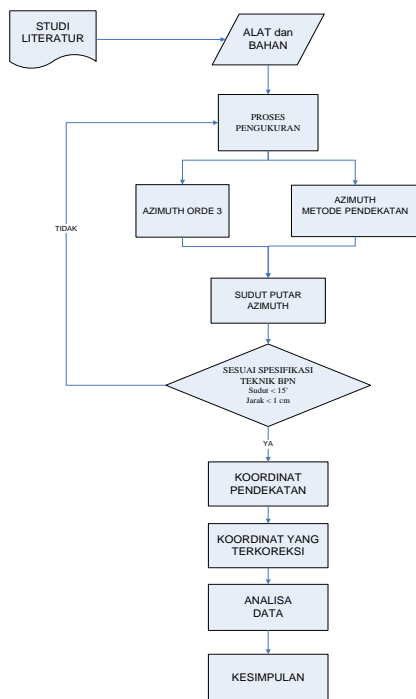 STUDI
LITERATUR
ALAT dan
BAHAN
PROSES
PENGUKURAN
AZIMUTH ORDE 3
AZIMUTH
METODE PENDEKATAN
TIDAK
SUDUT PUTAR
AZIMUTH
SESUAI SPESIFIKASI
TEKNIK BPN
Sudut < 15'
Jarak < 1 cm
YA
KOORDINAT
PENDEKATAN
KOORDINAT YANG
TERKOREKSI
ANALISA
DATA
KESIMPULAN